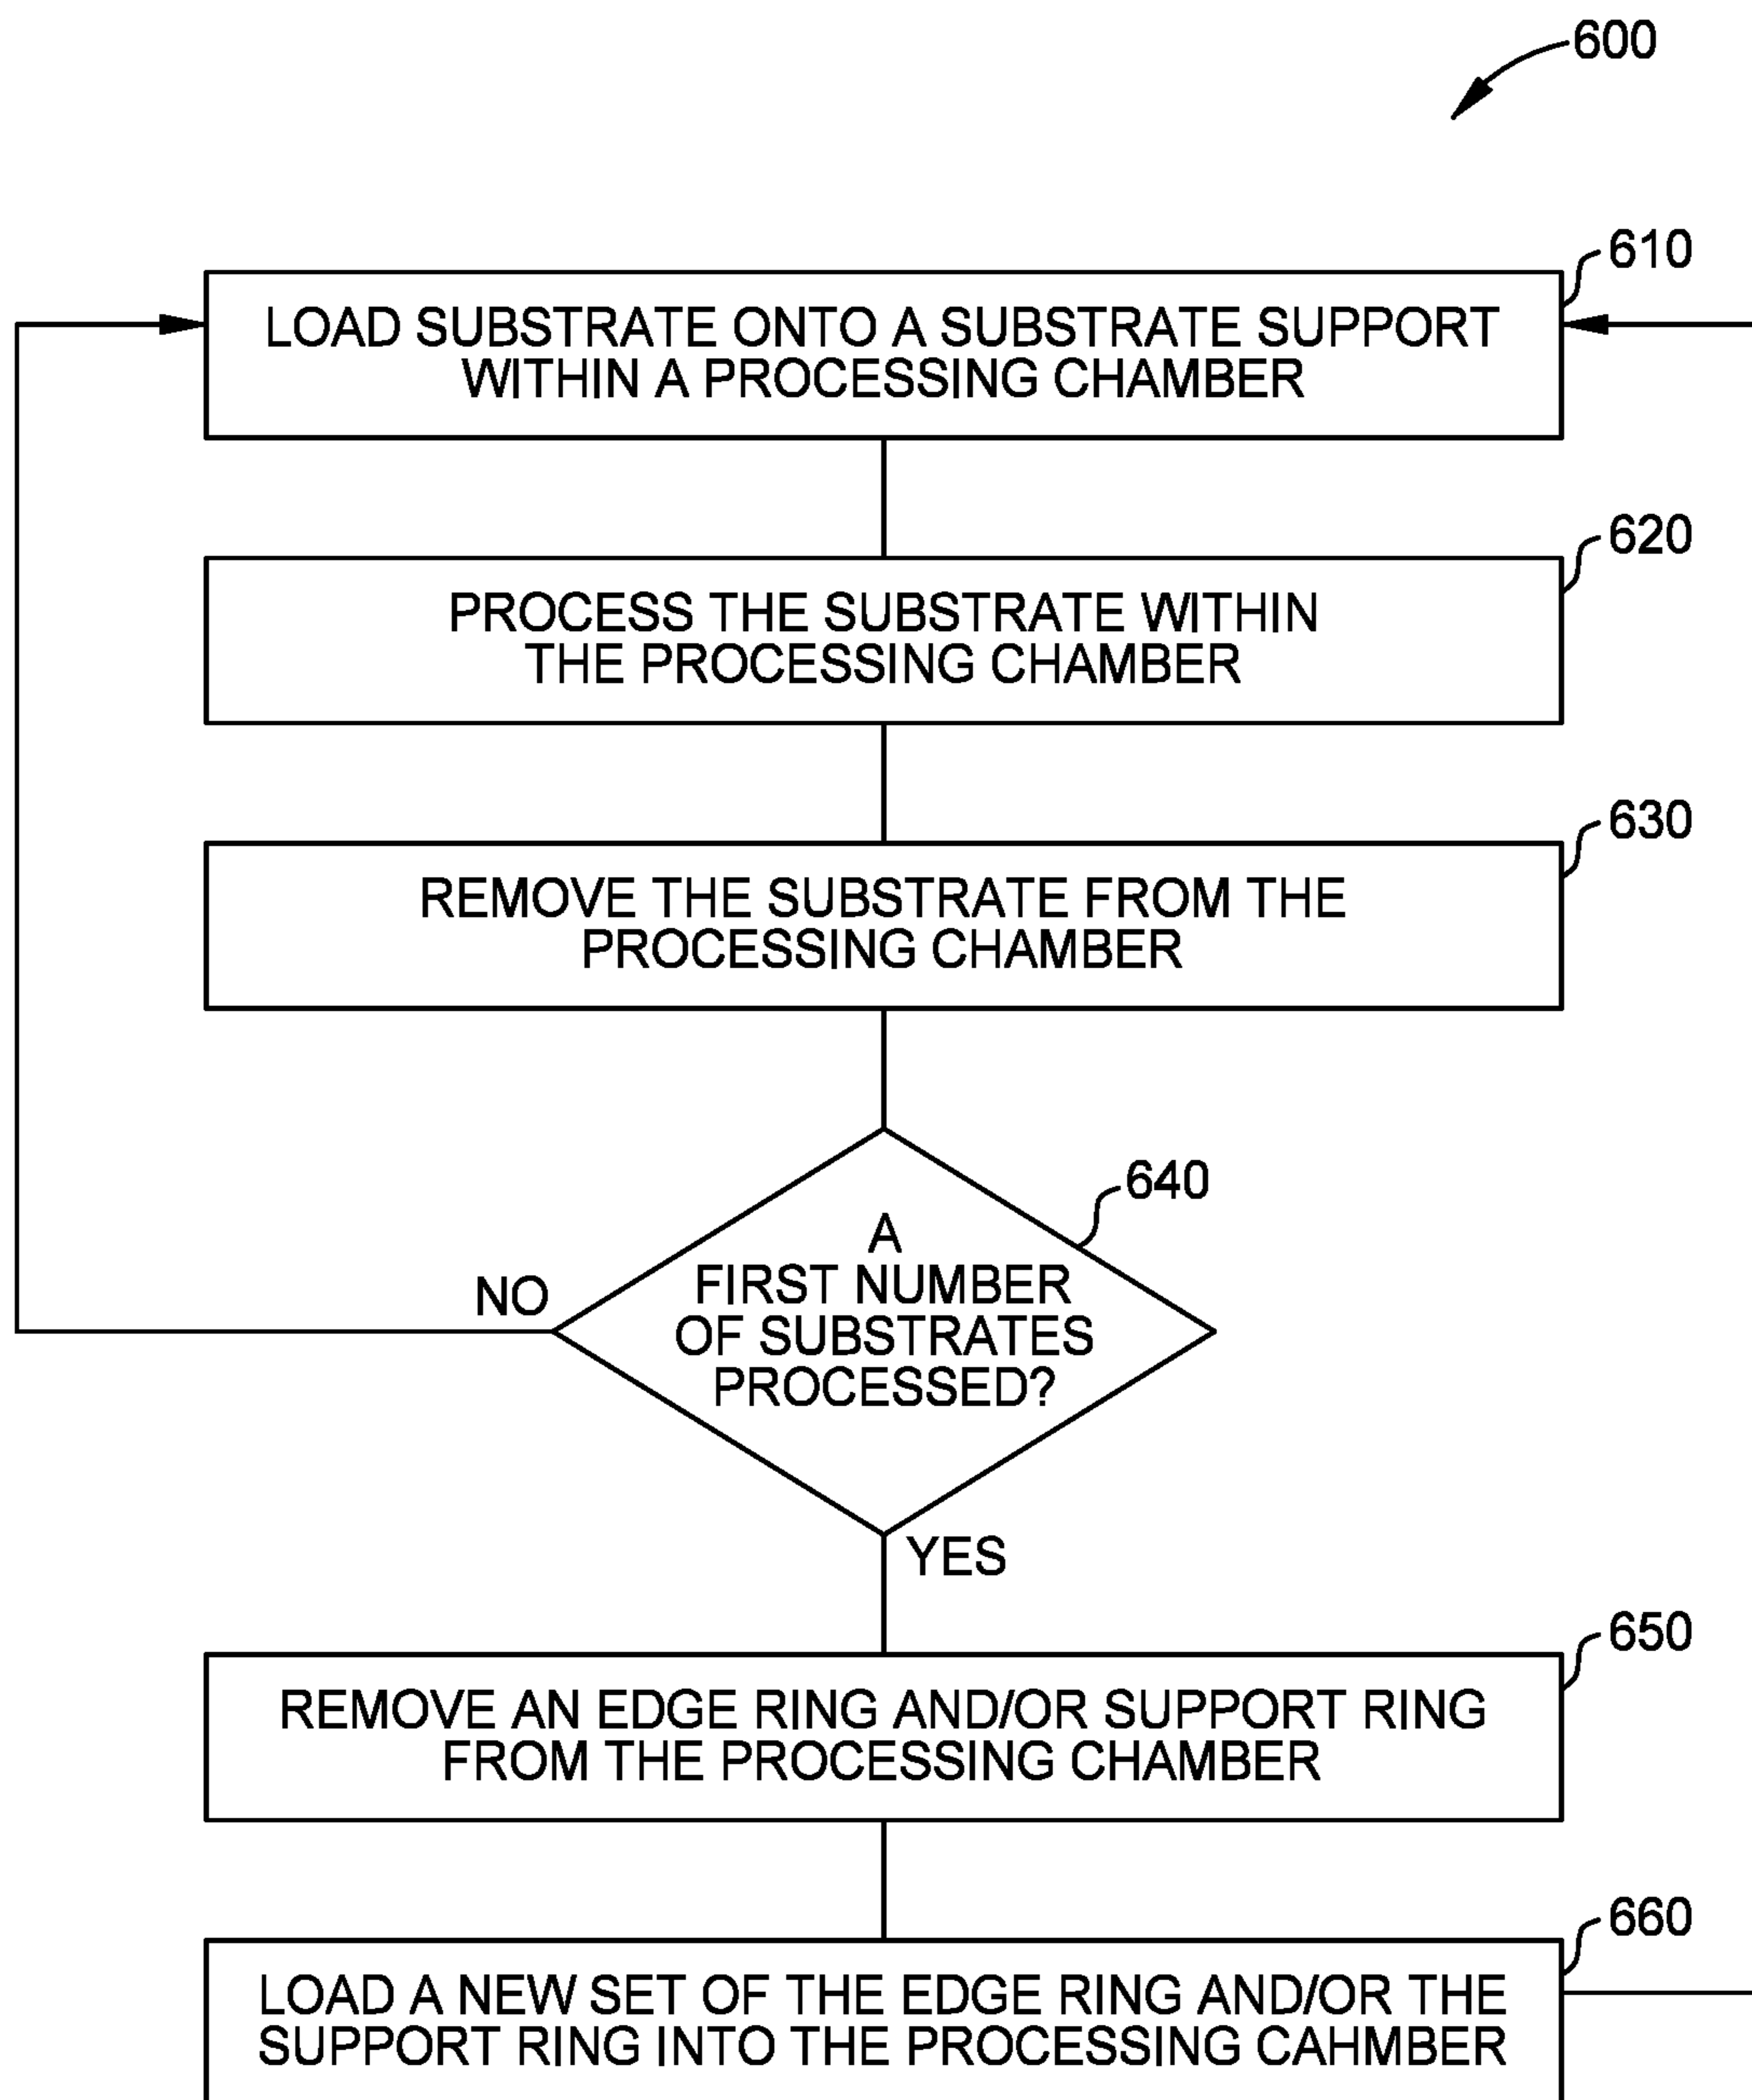 600
610
LOAD SUBSTRATE ONTO A SUBSTRATE SUPPORT
WITHIN A PROCESSING CHAMBER
620
PROCESS THE SUBSTRATE WITHIN
THE PROCESSING CHAMBER
630
REMOVE THE SUBSTRATE FROM THE
PROCESSING CHAMBER
640
A
FIRST NUMBER
OF SUBSTRATES
PROCESSED?
NO
YES
650
REMOVE AN EDGE RING AND/OR SUPPORT RING
FROM THE PROCESSING CHAMBER
660
LOAD A NEW SET OF THE EDGE RING AND/OR THE
SUPPORT RING INTO THE PROCESSING CAHMBER